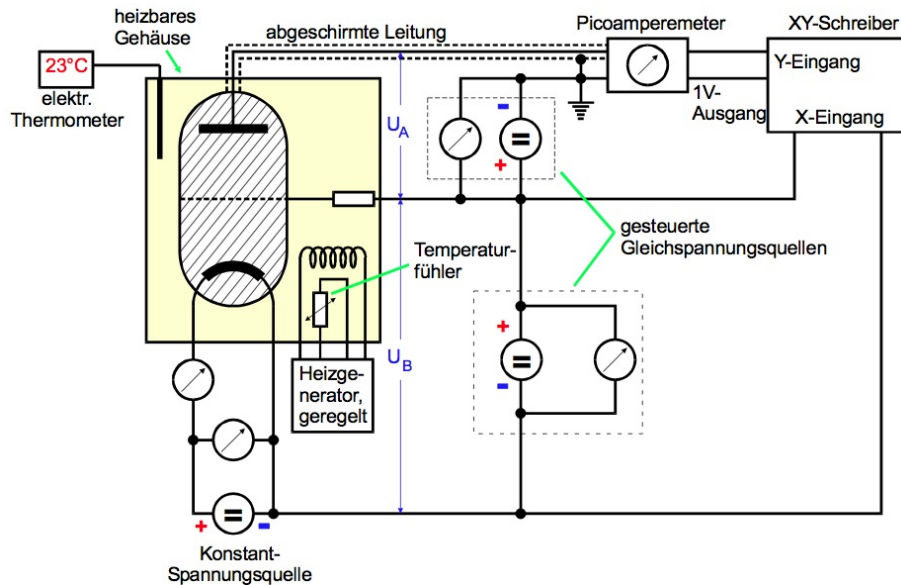 heizbares
Gehäuse
abgeschirmte Leitung
Picoamperemeter
XY-Schreiber
23°C
elektr.
Thermometer
Y-Eingang
1V-
Ausgang
X-Eingang
U_A
-
=
+
gesteuerte
Gleichspannungsquellen
Temperatur-
fühler
U_B
+
=
-
Heizge-
nerator,
geregelt
+
=
-
Konstant-
Spannungsquelle